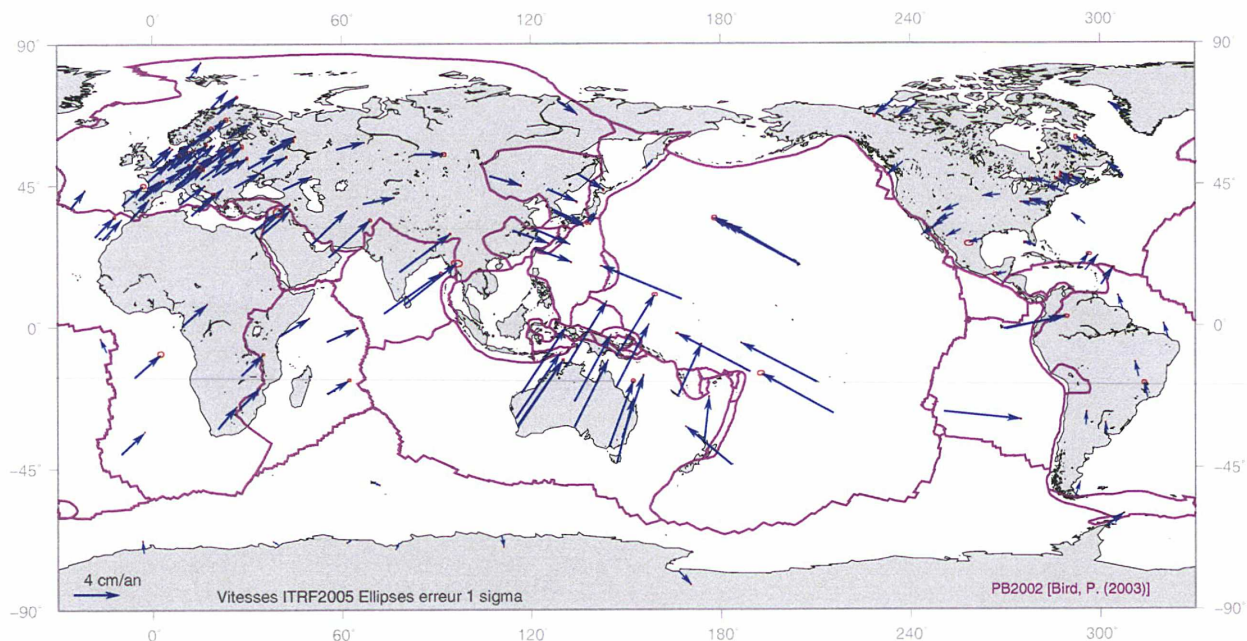 0° 60° 120° 180° 240° 300°
90° 90°
45° 45°
0° 0°
−45° −45°
4 cm/an
Vitesses ITRF2005 Ellipses erreur 1 sigma PB2002 [Bird, P. (2003)]
−90° −90°
0° 60° 120° 180° 240° 300°